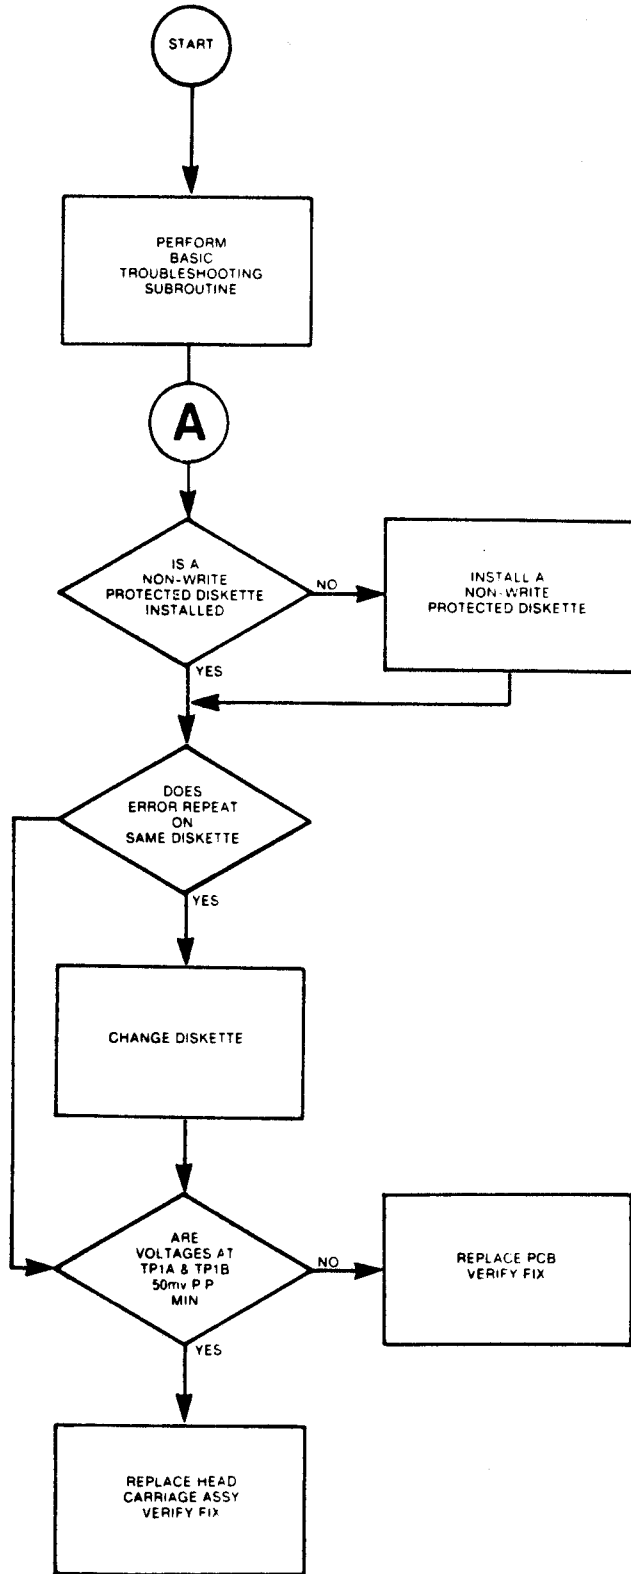 START
PERFORM
BASIC
TROUBLESHOOTING
SUBROUTINE
A
IS A
NON-WRITE
PROTECTED DISKETTE
INSTALLED
NO
INSTALL A
NON-WRITE
PROTECTED DISKETTE
YES
DOES
ERROR REPEAT
ON
SAME DISKETTE
YES
CHANGE DISKETTE
ARE
VOLTAGES AT
TP1A & TP1B
50mv P P
MIN
NO
REPLACE PCB
VERIFY FIX
YES
REPLACE HEAD
CARRIAGE ASSY
VERIFY FIX